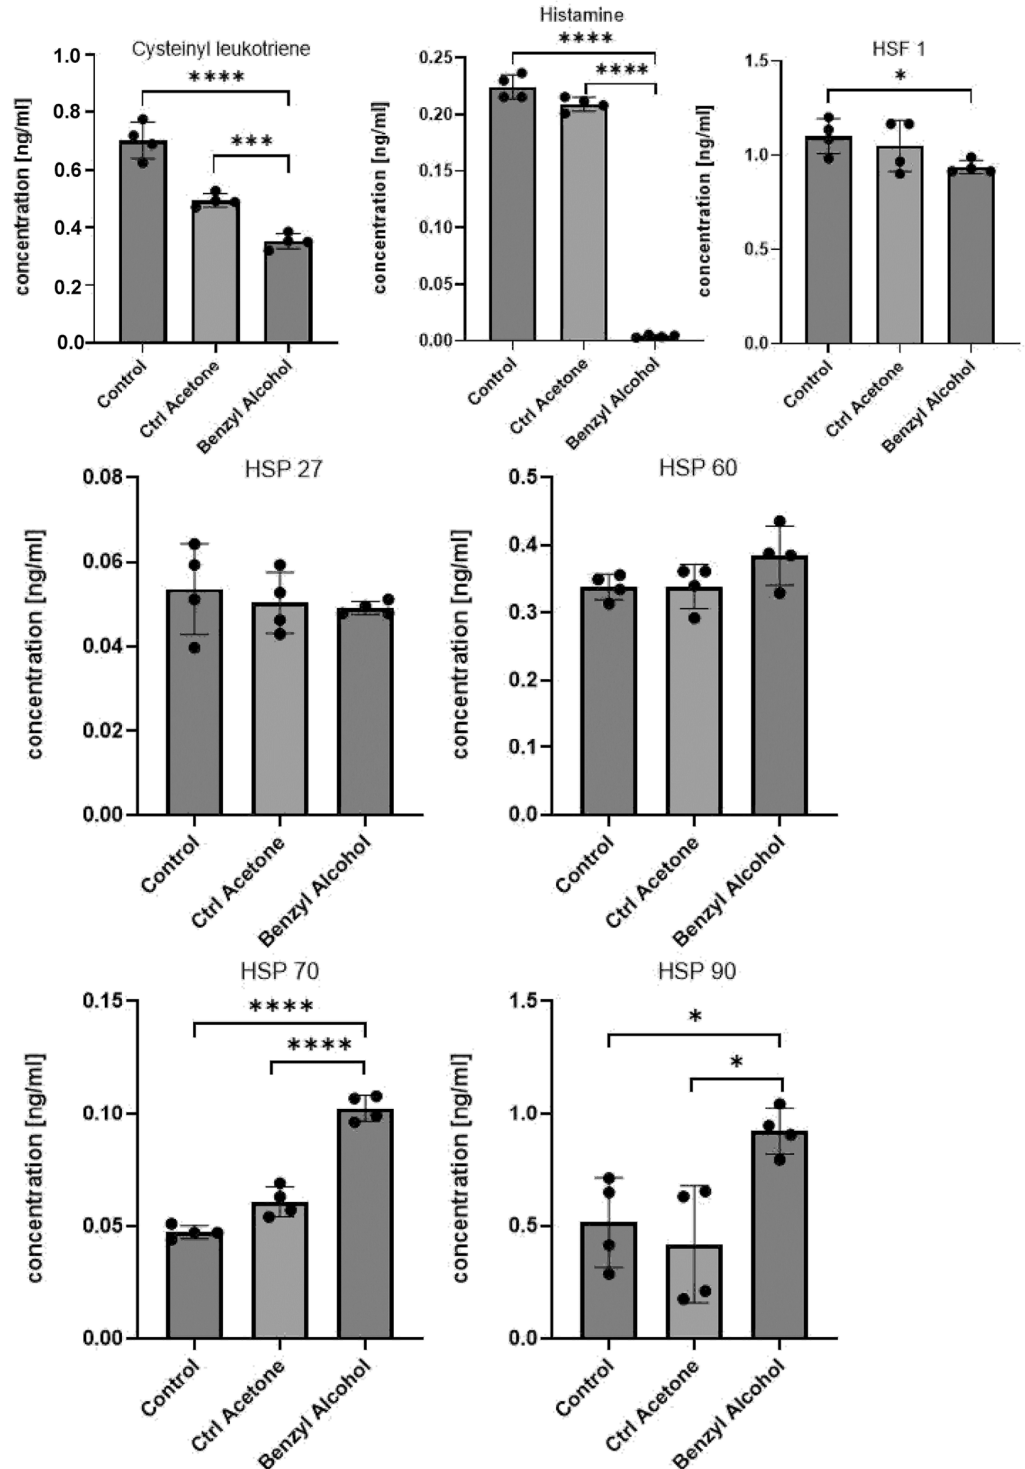 Cysteinyl leukotriene
****
***
concentration [ng/ml]
1.0
0.8
0.6
0.4
0.2
0.0
Control
Ctrl Acetone
Benzyl Alcohol
Histamine
****
****
concentration [ng/ml]
0.25
0.20
0.15
0.10
0.05
0.00
Control
Ctrl Acetone
Benzyl Alcohol
HSF 1
*
concentration [ng/ml]
1.5
1.0
0.5
0.0
Control
Ctrl Acetone
Benzyl Alcohol
HSP 27
concentration [ng/ml]
0.08
0.06
0.04
0.02
0.00
Control
Ctrl Acetone
Benzyl Alcohol
HSP 60
concentration [ng/ml]
0.5
0.4
0.3
0.2
0.1
0.0
Control
Ctrl Acetone
Benzyl Alcohol
HSP 70
****
****
concentration [ng/ml]
0.15
0.10
0.05
0.00
Control
Ctrl Acetone
Benzyl Alcohol
HSP 90
*
*
concentration [ng/ml]
1.5
1.0
0.5
0.0
Control
Ctrl Acetone
Benzyl Alcohol